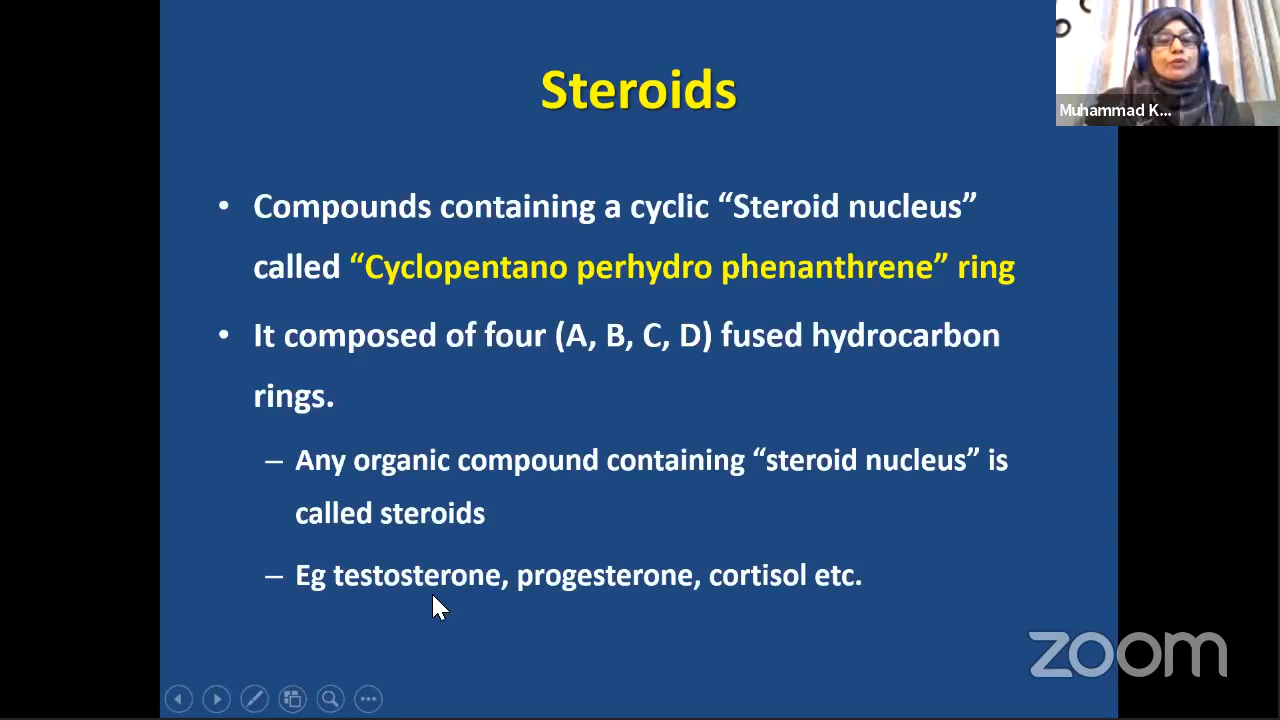 Steroids
Muhammad K...
• Compounds containing a cyclic “Steroid nucleus”
called “Cyclopentano perhydro phenanthrene” ring
• It composed of four (A, B, C, D) fused hydrocarbon
rings.
– Any organic compound containing “steroid nucleus” is
called steroids
– Eg testosterone, progesterone, cortisol etc.
zoom